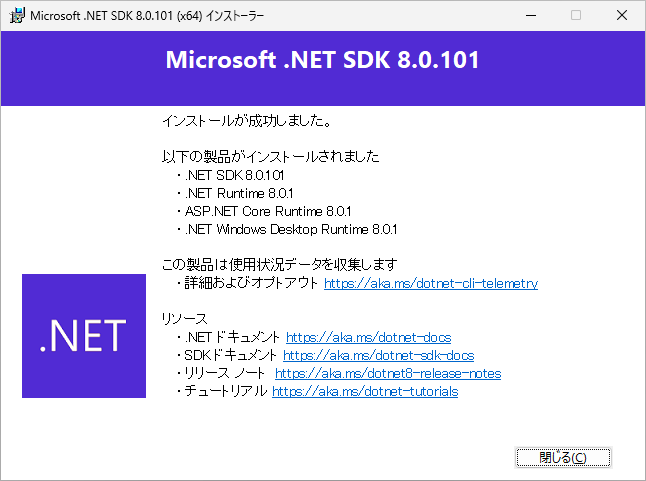 Microsoft .NET SDK 8.0.101 (x64) インストーラー
Microsoft .NET SDK 8.0.101
インストールが成功しました。
以下の製品がインストールされました
・.NET SDK 8.0.101
・.NET Runtime 8.0.1
・ASP.NET Core Runtime 8.0.1
・.NET Windows Desktop Runtime 8.0.1
この製品は使用状況データを収集します
・詳細およびオプトアウト https://aka.ms/dotnet-cli-telemetry
リソース
・.NET ドキュメント https://aka.ms/dotnet-docs
・SDK ドキュメント https://aka.ms/dotnet-sdk-docs
・リリース ノート https://aka.ms/dotnet8-release-notes
・チュートリアル https://aka.ms/dotnet-tutorials
.NET
閉じる(C)